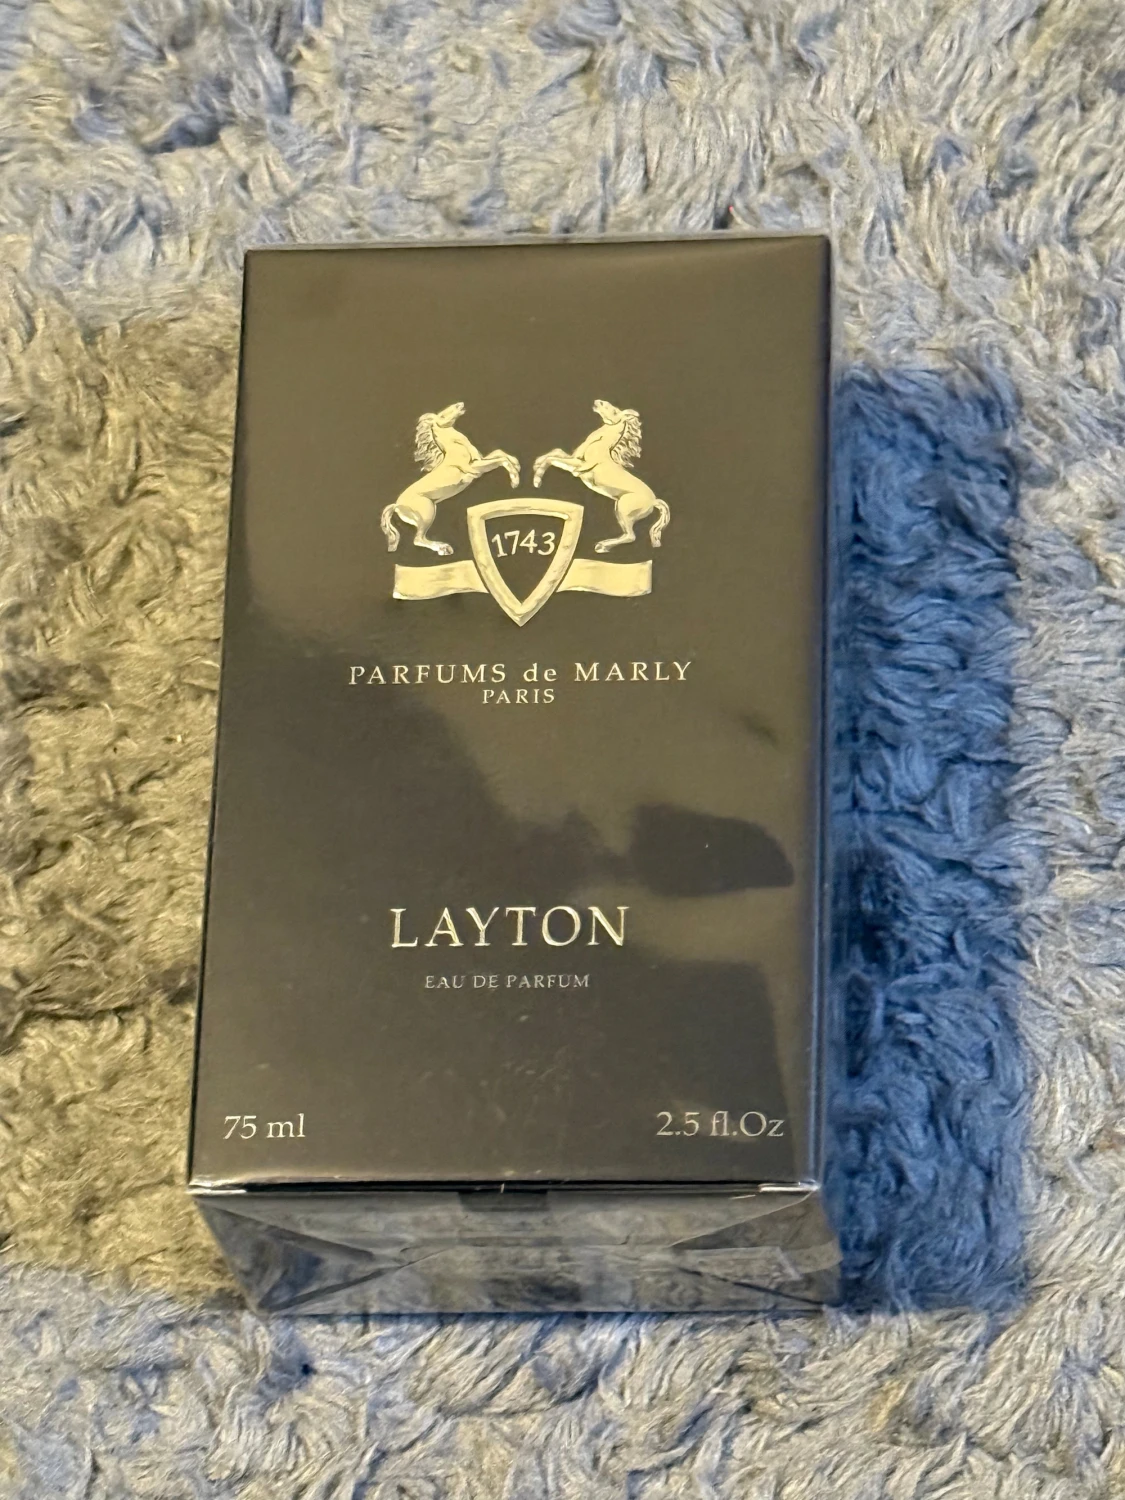 1743
PARFUMS de MARLY
PARIS
LAYTON
EAU DE PARFUM
75 ml 2.5 fl.Oz